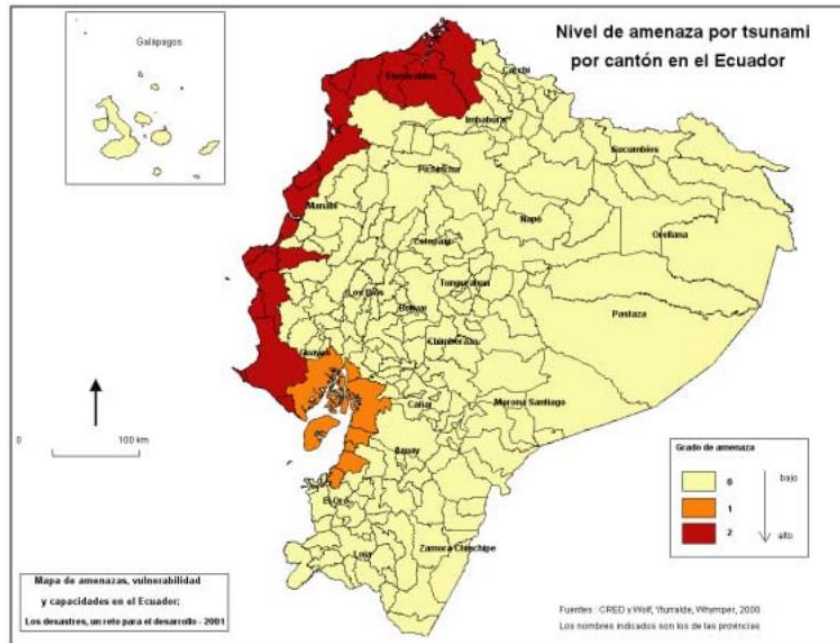 Nivel de amenaza por tsunami
por cantón en el Ecuador
Galápagos
Esmeraldas
Carchi
Imbabura
Sucumbios
Pichincha
Manabí
Napo
Orellana
Cotopaxi
Los Ríos
Tungurahua
Bolívar
Pastaza
Chimborazo
Guayas
Cañar
Morona Santiago
Azuay
El Oro
Loja
Zamora Chinchipe
0
100 km
Grado de amenaza
0
bajo
1
2
alto
Mapa de amenazas, vulnerabilidad
y capacidades en el Ecuador;
Los desastres, un reto para el desarrollo - 2001
Fuentes : CRED y Wolf, Yturralde, Whymper, 2000.
Los nombres indicados son los de las provincias